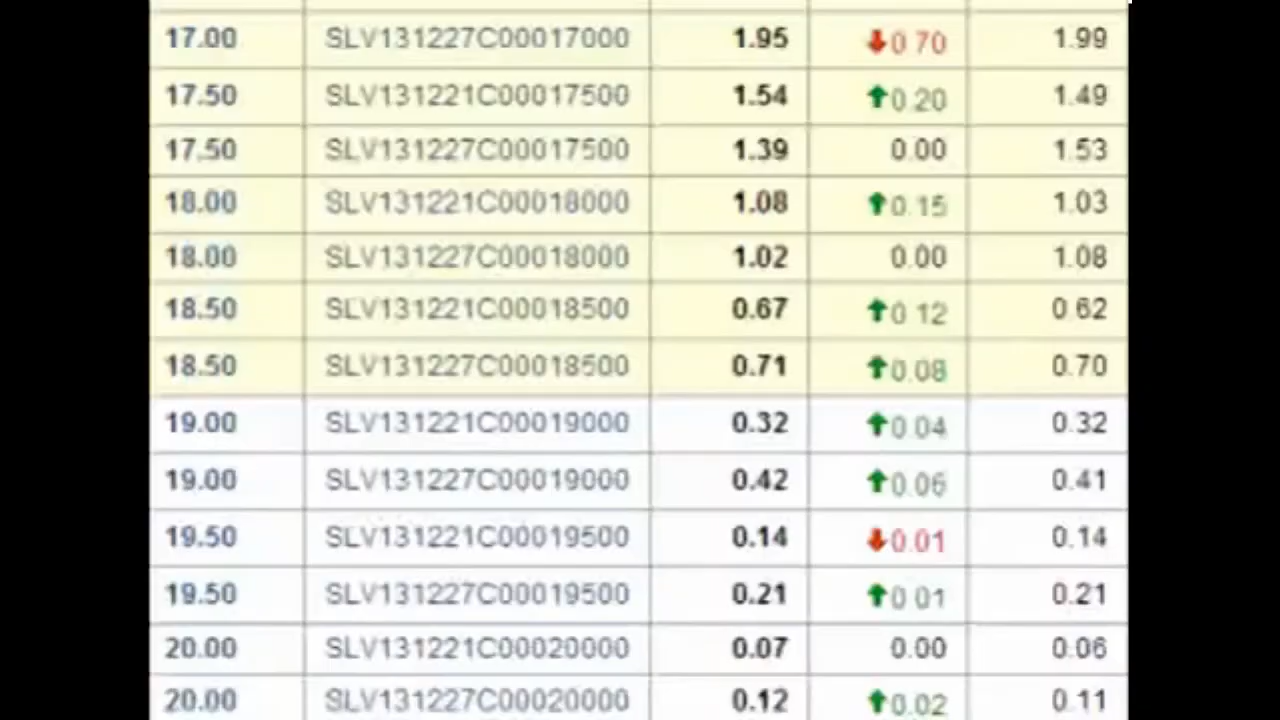 17.00 SLV131227C00017000 1.95 0.70 1.99
17.50 SLV131221C00017500 1.54 0.20 1.49
17.50 SLV131227C00017500 1.39 0.00 1.53
18.00 SLV131221C00018000 1.08 0.15 1.03
18.00 SLV131227C00018000 1.02 0.00 1.08
18.50 SLV131221C00018500 0.67 0.12 0.62
18.50 SLV131227C00018500 0.71 0.08 0.70
19.00 SLV131221C00019000 0.32 0.04 0.32
19.00 SLV131227C00019000 0.42 0.06 0.41
19.50 SLV131221C00019500 0.14 0.01 0.14
19.50 SLV131227C00019500 0.21 0.01 0.21
20.00 SLV131221C00020000 0.07 0.00 0.06
20.00 SLV131227C00020000 0.12 0.02 0.11